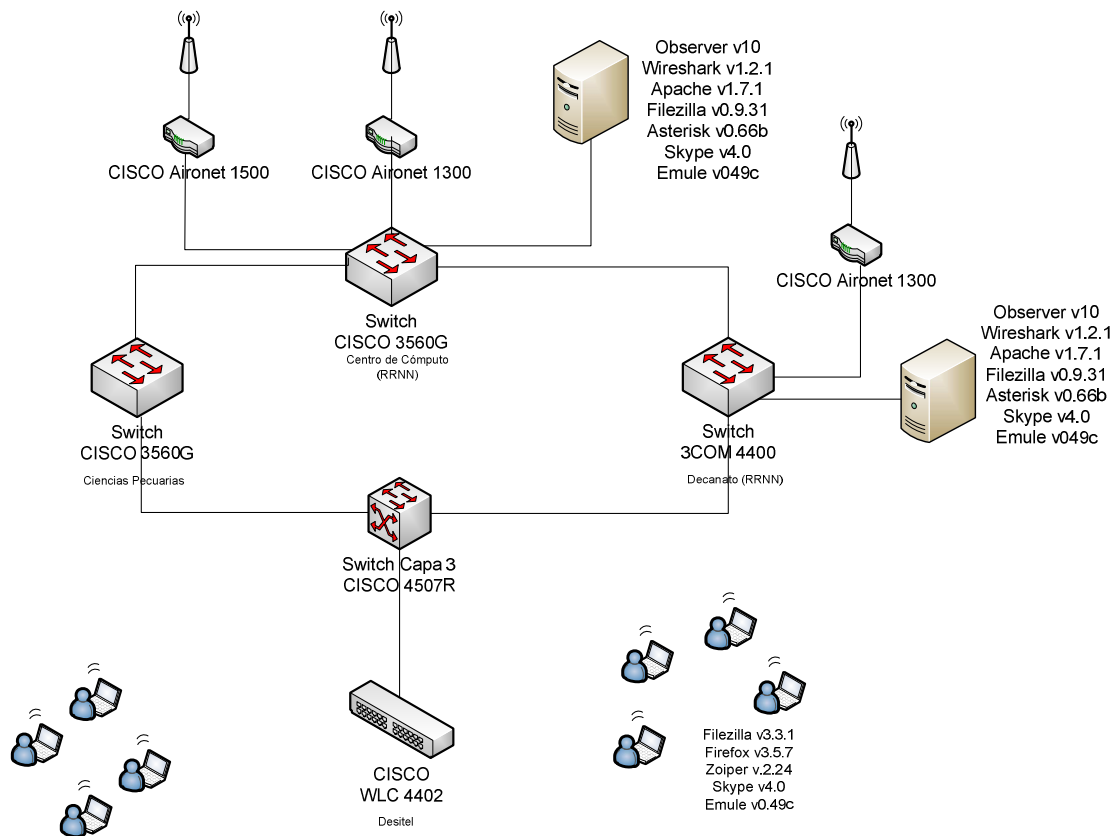 Observer v10
Wireshark v1.2.1
Apache v1.7.1
Filezilla v0.9.31
Asterisk v0.66b
Skype v4.0
Emule v049c
CISCO Aironet 1500
CISCO Aironet 1300
CISCO Aironet 1300
Switch
CISCO 3560G
Centro de Cómputo
(RRNN)
Observer v10
Wireshark v1.2.1
Apache v1.7.1
Filezilla v0.9.31
Asterisk v0.66b
Skype v4.0
Emule v049c
Switch
CISCO 3560G
Ciencias Pecuarias
Switch
3COM 4400
Decanato (RRNN)
Switch Capa 3
CISCO 4507R
CISCO
WLC 4402
Desitel
Filezilla v3.3.1
Firefox v3.5.7
Zoiper v.2.24
Skype v4.0
Emule v0.49c